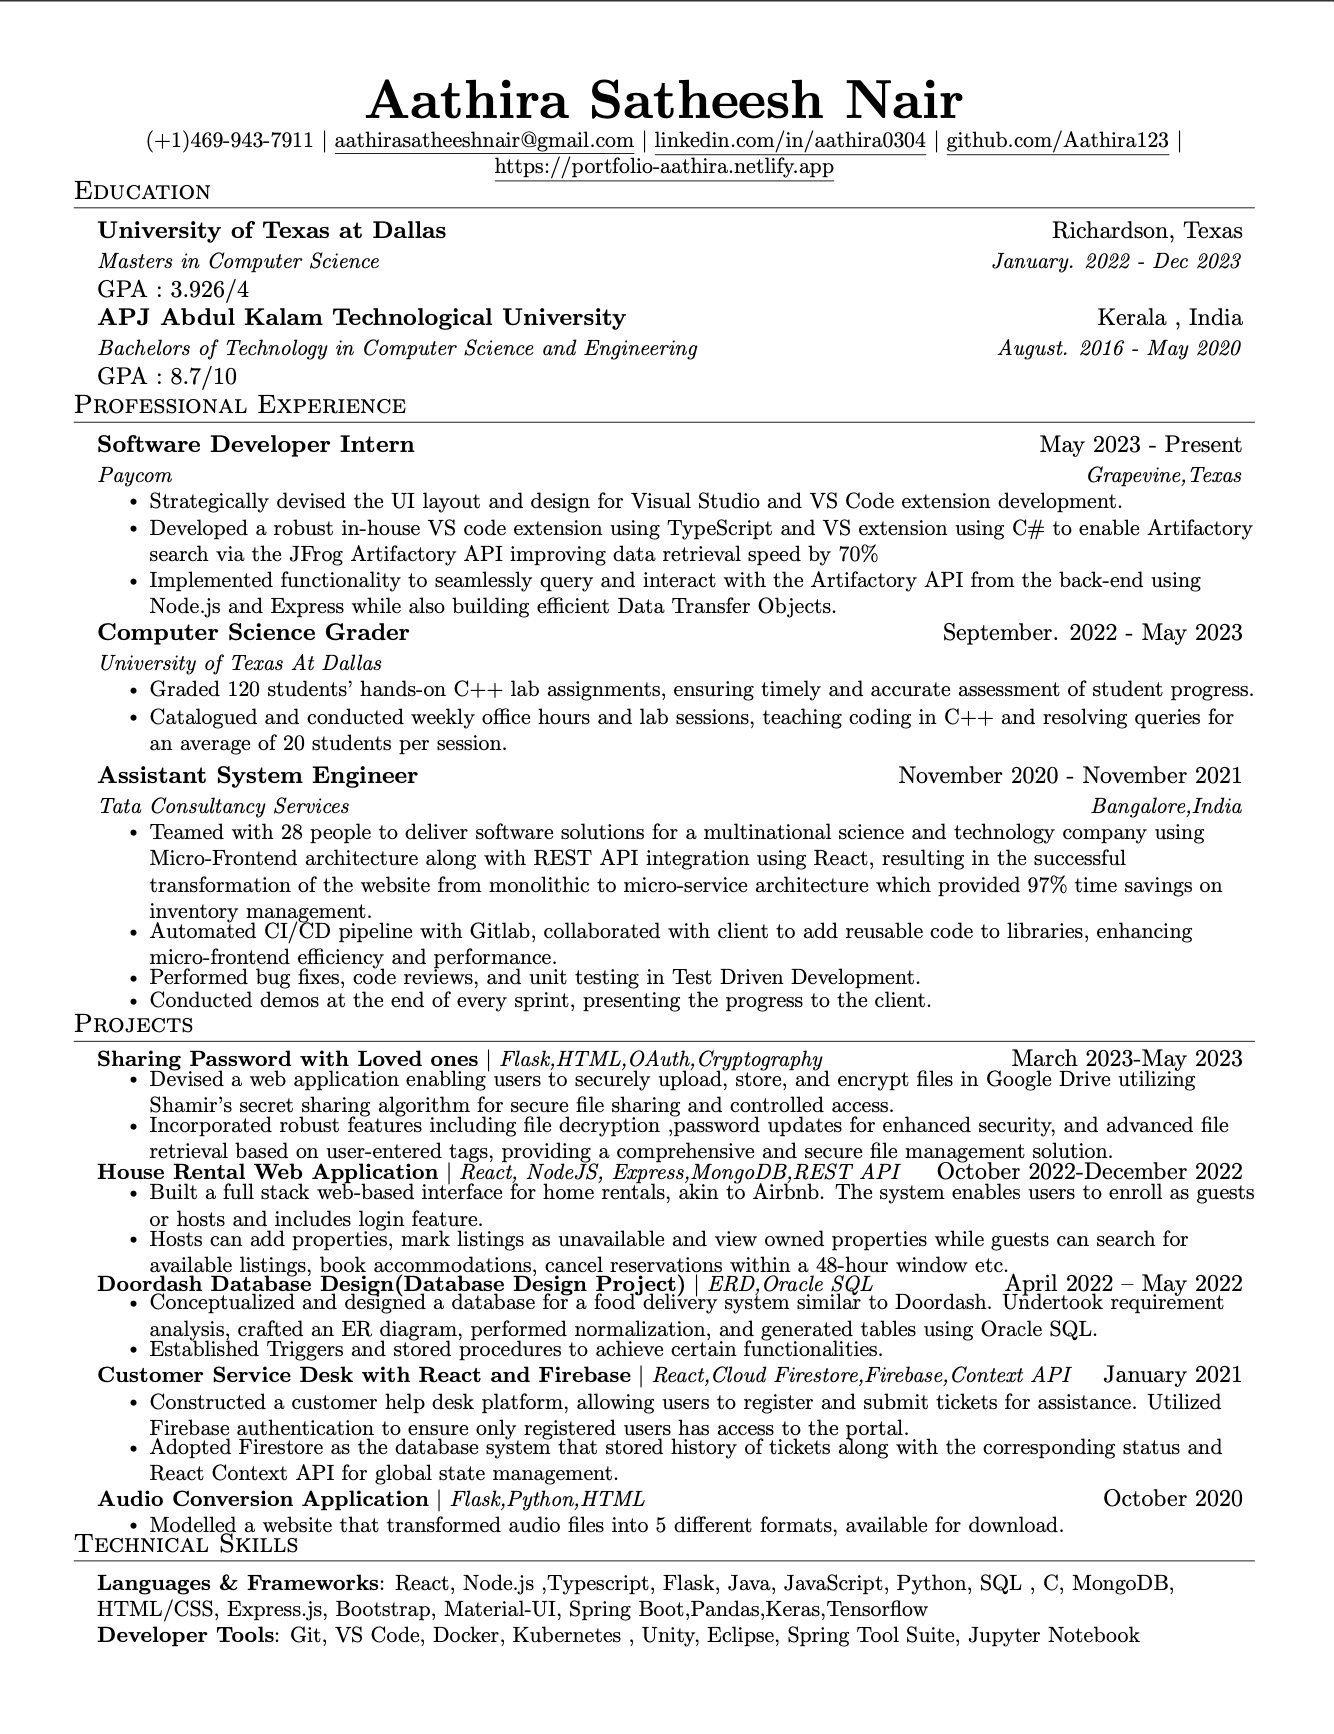 Aathira Satheesh Nair
(+1)469-943-7911 | aathirasatheeshnair@gmail.com | linkedin.com/in/aathira0304 | github.com/Aathira123 |
https://portfolio-aathira.netlify.app
Education
University of Texas at Dallas Richardson, Texas
Masters in Computer Science January. 2022 - Dec 2023
GPA : 3.926/4
APJ Abdul Kalam Technological University Kerala , India
Bachelors of Technology in Computer Science and Engineering August. 2016 - May 2020
GPA : 8.7/10
Professional Experience
Software Developer Intern May 2023 - Present
Paycom Grapevine,Texas
• Strategically devised the UI layout and design for Visual Studio and VS Code extension development.
• Developed a robust in-house VS code extension using TypeScript and VS extension using C# to enable Artifactory
search via the JFrog Artifactory API improving data retrieval speed by 70%
• Implemented functionality to seamlessly query and interact with the Artifactory API from the back-end using
Node.js and Express while also building efficient Data Transfer Objects.
Computer Science Grader September. 2022 - May 2023
University of Texas At Dallas
• Graded 120 students' hands-on C++ lab assignments, ensuring timely and accurate assessment of student progress.
• Catalogued and conducted weekly office hours and lab sessions, teaching coding in C++ and resolving queries for
an average of 20 students per session.
Assistant System Engineer November 2020 - November 2021
Tata Consultancy Services Bangalore,India
• Teamed with 28 people to deliver software solutions for a multinational science and technology company using
Micro-Frontend architecture along with REST API integration using React, resulting in the successful
transformation of the website from monolithic to micro-service architecture which provided 97% time savings on
inventory management.
• Automated CI/CD pipeline with Gitlab, collaborated with client to add reusable code to libraries, enhancing
micro-frontend efficiency and performance.
• Performed bug fixes, code reviews, and unit testing in Test Driven Development.
• Conducted demos at the end of every sprint, presenting the progress to the client.
Projects
Sharing Password with Loved ones | Flask,HTML,OAuth,Cryptography March 2023-May 2023
• Devised a web application enabling users to securely upload, store, and encrypt files in Google Drive utilizing
Shamir's secret sharing algorithm for secure file sharing and controlled access.
• Incorporated robust features including file decryption ,password updates for enhanced security, and advanced file
retrieval based on user-entered tags, providing a comprehensive and secure file management solution.
House Rental Web Application | React, NodeJS, Express,MongoDB,REST API October 2022-December 2022
• Built a full stack web-based interface for home rentals, akin to Airbnb. The system enables users to enroll as guests
or hosts and includes login feature.
• Hosts can add properties, mark listings as unavailable and view owned properties while guests can search for
available listings, book accommodations, cancel reservations within a 48-hour window etc.
Doordash Database Design(Database Design Project) | ERD,Oracle SQL April 2022 – May 2022
• Conceptualized and designed a database for a food delivery system similar to Doordash. Undertook requirement
analysis, crafted an ER diagram, performed normalization, and generated tables using Oracle SQL.
• Established Triggers and stored procedures to achieve certain functionalities.
Customer Service Desk with React and Firebase | React,Cloud Firestore,Firebase,Context API January 2021
• Constructed a customer help desk platform, allowing users to register and submit tickets for assistance. Utilized
Firebase authentication to ensure only registered users has access to the portal.
• Adopted Firestore as the database system that stored history of tickets along with the corresponding status and
React Context API for global state management.
Audio Conversion Application | Flask,Python,HTML October 2020
• Modelled a website that transformed audio files into 5 different formats, available for download.
Technical Skills
Languages & Frameworks: React, Node.js ,Typescript, Flask, Java, JavaScript, Python, SQL , C, MongoDB,
HTML/CSS, Express.js, Bootstrap, Material-UI, Spring Boot,Pandas,Keras,Tensorflow
Developer Tools: Git, VS Code, Docker, Kubernetes , Unity, Eclipse, Spring Tool Suite, Jupyter Notebook